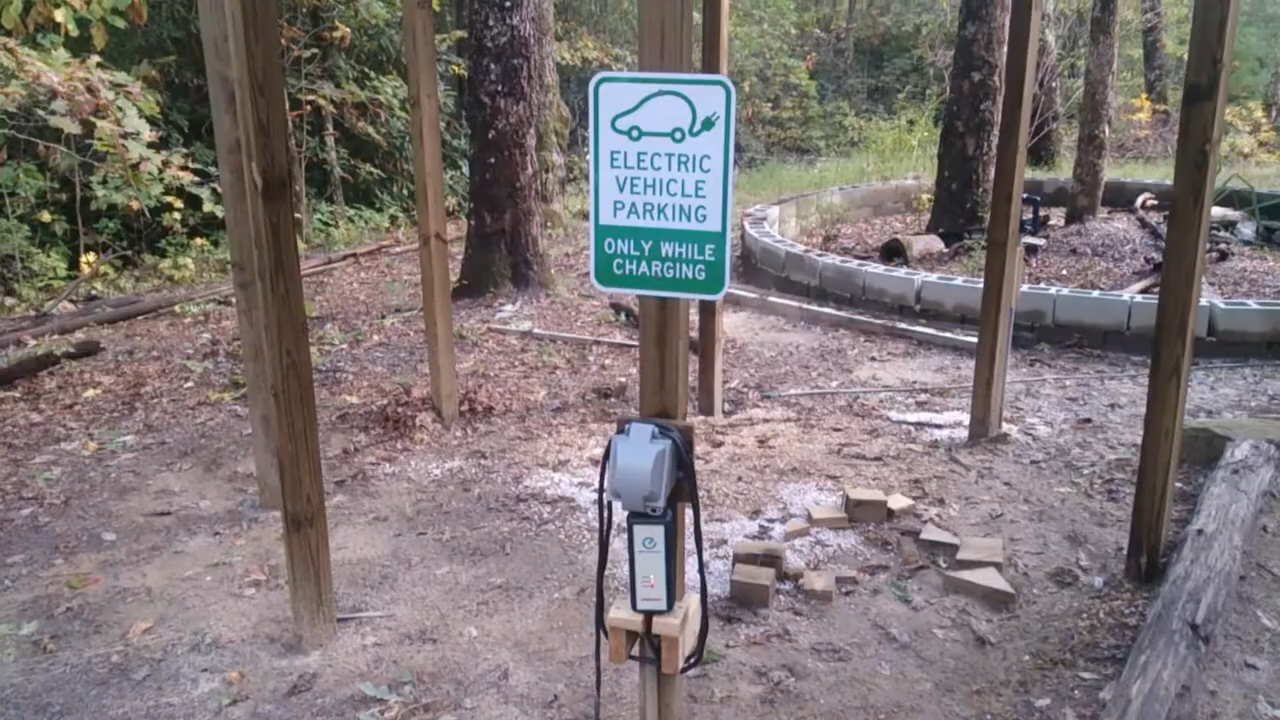 ELECTRIC
VEHICLE
PARKING
ONLY WHILE
CHARGING